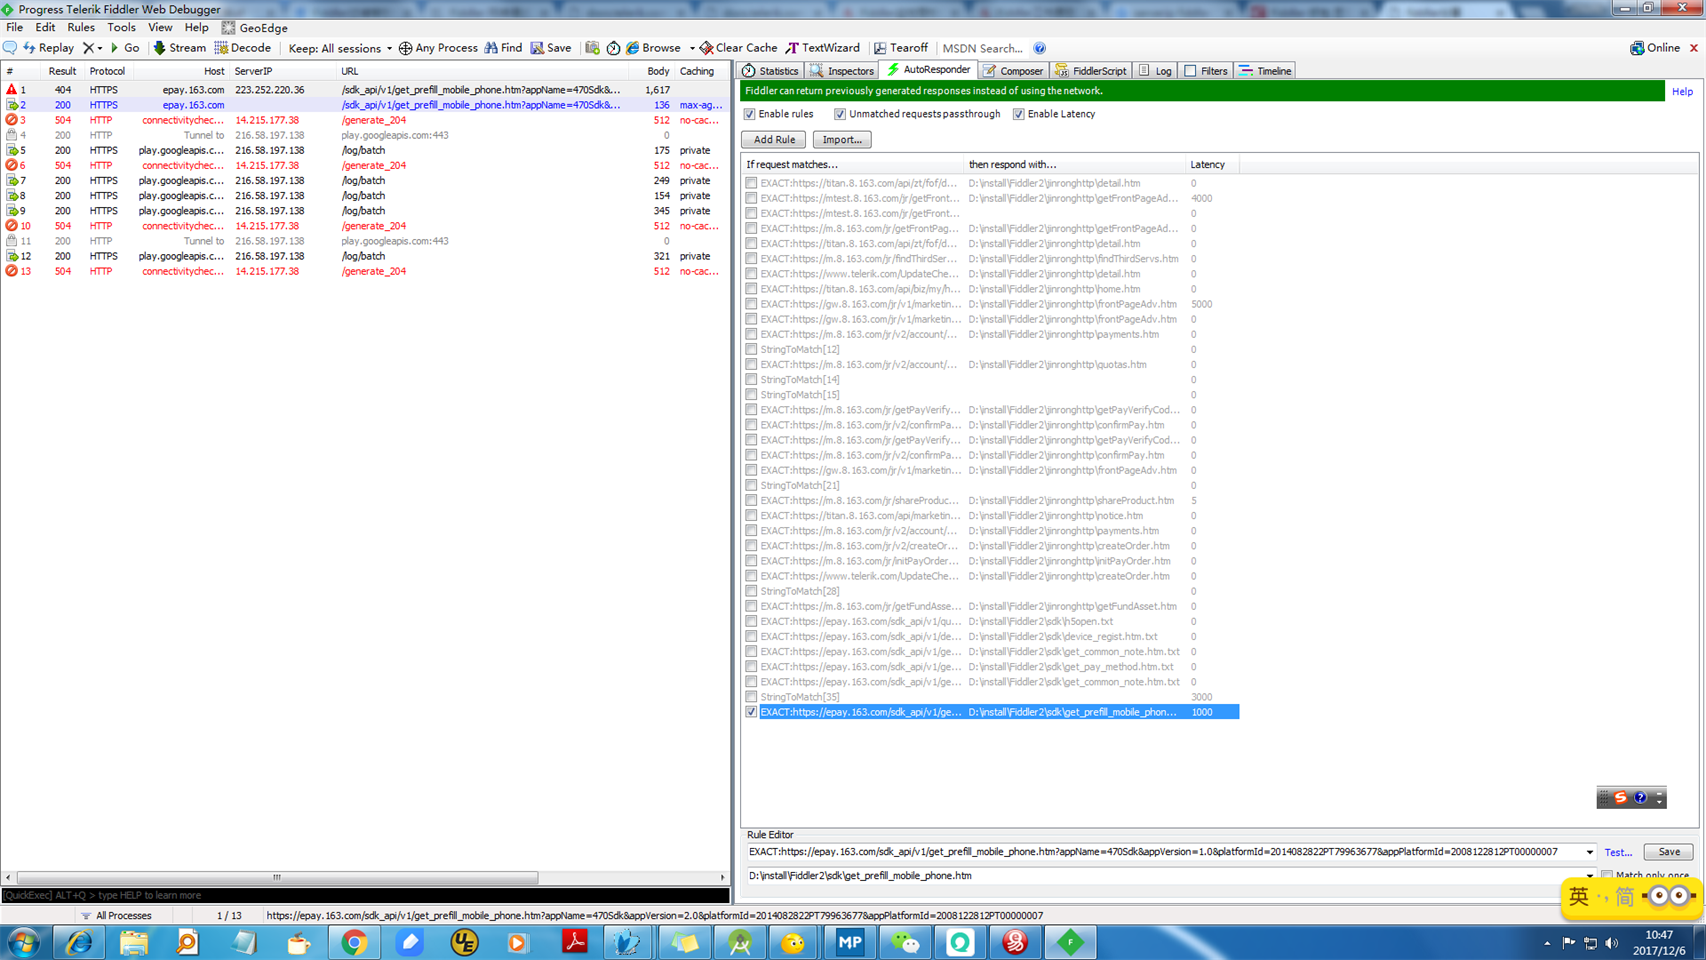 Progress Telerik Fiddler Web Debugger
File Edit Rules Tools View Help GeoEdge
Replay Go Stream Decode Keep: All sessions Any Process Find Save Browse Clear Cache TextWizard Tearoff MSDN Search... Online
# Result Protocol Host ServerIP URL Body Caching
1 404 HTTPS epay.163.com 223.252.220.36 /sdk_api/v1/get_prefill_mobile_phone.htm?appName=470Sdk&... 1,617
2 200 HTTPS epay.163.com /sdk_api/v1/get_prefill_mobile_phone.htm?appName=470Sdk&... 136 max-ag...
3 504 HTTP connectivitychec... 14.215.177.38 /generate_204 512 no-cac...
4 200 HTTP Tunnel to 216.58.197.138 play.googleapis.com:443 0
5 200 HTTPS play.googleapis.c... 216.58.197.138 /log/batch 175 private
6 504 HTTP connectivitychec... 14.215.177.38 /generate_204 512 no-cac...
7 200 HTTPS play.googleapis.c... 216.58.197.138 /log/batch 249 private
8 200 HTTPS play.googleapis.c... 216.58.197.138 /log/batch 154 private
9 200 HTTPS play.googleapis.c... 216.58.197.138 /log/batch 345 private
10 504 HTTP connectivitychec... 14.215.177.38 /generate_204 512 no-cac...
11 200 HTTP Tunnel to 216.58.197.138 play.googleapis.com:443 0
12 200 HTTPS play.googleapis.c... 216.58.197.138 /log/batch 321 private
13 504 HTTP connectivitychec... 14.215.177.38 /generate_204 512 no-cac...
Statistics Inspectors AutoResponder Composer FiddlerScript Log Filters Timeline
Fiddler can return previously generated responses instead of using the network. Help
Enable rules Unmatched requests passthrough Enable Latency
Add Rule Import...
If request matches... then respond with... Latency
EXACT:https://titan.8.163.com/api/zt/fof/d... D:\install\Fiddler2\jinronghttp\detail.htm 0
EXACT:https://mtest.8.163.com/jr/getFront... D:\install\Fiddler2\jinronghttp\getFrontPageAd... 4000
EXACT:https://mtest.8.163.com/jr/getFront... 0
EXACT:https://m.8.163.com/jr/getFrontPag... D:\install\Fiddler2\jinronghttp\getFrontPageAd... 0
EXACT:https://titan.8.163.com/api/zt/fof/d... D:\install\Fiddler2\jinronghttp\detail.htm 0
EXACT:https://m.8.163.com/jr/findThirdSer... D:\install\Fiddler2\jinronghttp\findThirdServs.htm 0
EXACT:https://www.telerik.com/UpdateChe... D:\install\Fiddler2\jinronghttp\detail.htm 0
EXACT:https://titan.8.163.com/api/biz/my/h... D:\install\Fiddler2\jinronghttp\home.htm 0
EXACT:https://gw.8.163.com/jr/v1/marketin... D:\install\Fiddler2\jinronghttp\frontPageAdv.htm 5000
EXACT:https://gw.8.163.com/jr/v1/marketin... D:\install\Fiddler2\jinronghttp\frontPageAdv.htm 0
EXACT:https://m.8.163.com/jr/v2/account/... D:\install\Fiddler2\jinronghttp\payments.htm 0
StringToMatch[12] 0
EXACT:https://m.8.163.com/jr/v2/account/... D:\install\Fiddler2\jinronghttp\quotas.htm 0
StringToMatch[14] 0
StringToMatch[15] 0
EXACT:https://m.8.163.com/jr/getPayVerify... D:\install\Fiddler2\jinronghttp\getPayVerifyCod... 0
EXACT:https://m.8.163.com/jr/v2/confirmPa... D:\install\Fiddler2\jinronghttp\confirmPay.htm 0
EXACT:https://m.8.163.com/jr/getPayVerify... D:\install\Fiddler2\jinronghttp\getPayVerifyCod... 0
EXACT:https://m.8.163.com/jr/v2/confirmPa... D:\install\Fiddler2\jinronghttp\confirmPay.htm 0
EXACT:https://gw.8.163.com/jr/v1/marketin... D:\install\Fiddler2\jinronghttp\frontPageAdv.htm 0
StringToMatch[21] 0
EXACT:https://m.8.163.com/jr/shareProduc... D:\install\Fiddler2\jinronghttp\shareProduct.htm 5
EXACT:https://titan.8.163.com/api/marketin... D:\install\Fiddler2\jinronghttp\notice.htm 0
EXACT:https://m.8.163.com/jr/v2/account/... D:\install\Fiddler2\jinronghttp\payments.htm 0
EXACT:https://m.8.163.com/jr/v2/createOr... D:\install\Fiddler2\jinronghttp\createOrder.htm 0
EXACT:https://m.8.163.com/jr/initPayOrder... D:\install\Fiddler2\jinronghttp\initPayOrder.htm 0
EXACT:https://www.telerik.com/UpdateChe... D:\install\Fiddler2\jinronghttp\createOrder.htm 0
StringToMatch[28] 0
EXACT:https://m.8.163.com/jr/getFundAsse... D:\install\Fiddler2\jinronghttp\getFundAsset.htm 0
EXACT:https://epay.163.com/sdk_api/v1/qu... D:\install\Fiddler2\sdk\h5open.txt 0
EXACT:https://epay.163.com/sdk_api/v1/de... D:\install\Fiddler2\sdk\device_regist.htm.txt 0
EXACT:https://epay.163.com/sdk_api/v1/ge... D:\install\Fiddler2\sdk\get_common_note.htm.txt 0
EXACT:https://epay.163.com/sdk_api/v1/ge... D:\install\Fiddler2\sdk\get_pay_method.htm.txt 0
EXACT:https://epay.163.com/sdk_api/v1/ge... D:\install\Fiddler2\sdk\get_common_note.htm.txt 0
StringToMatch[35] 3000
EXACT:https://epay.163.com/sdk_api/v1/ge... D:\install\Fiddler2\sdk\get_prefill_mobile_phon... 1000
Rule Editor
EXACT:https://epay.163.com/sdk_api/v1/get_prefill_mobile_phone.htm?appName=470Sdk&appVersion=1.0&platformId=2014082822PT79963677&appPlatformId=2008122812PT00000007 Test... Save
D:\install\Fiddler2\sdk\get_prefill_mobile_phone.htm Match only once
英 简
[QuickExec] ALT+Q > type HELP to learn more
All Processes 1 / 13 https://epay.163.com/sdk_api/v1/get_prefill_mobile_phone.htm?appName=470Sdk&appVersion=2.0&platformId=2014082822PT79963677&appPlatformId=2008122812PT00000007
UE MP
10:47
2017/12/6